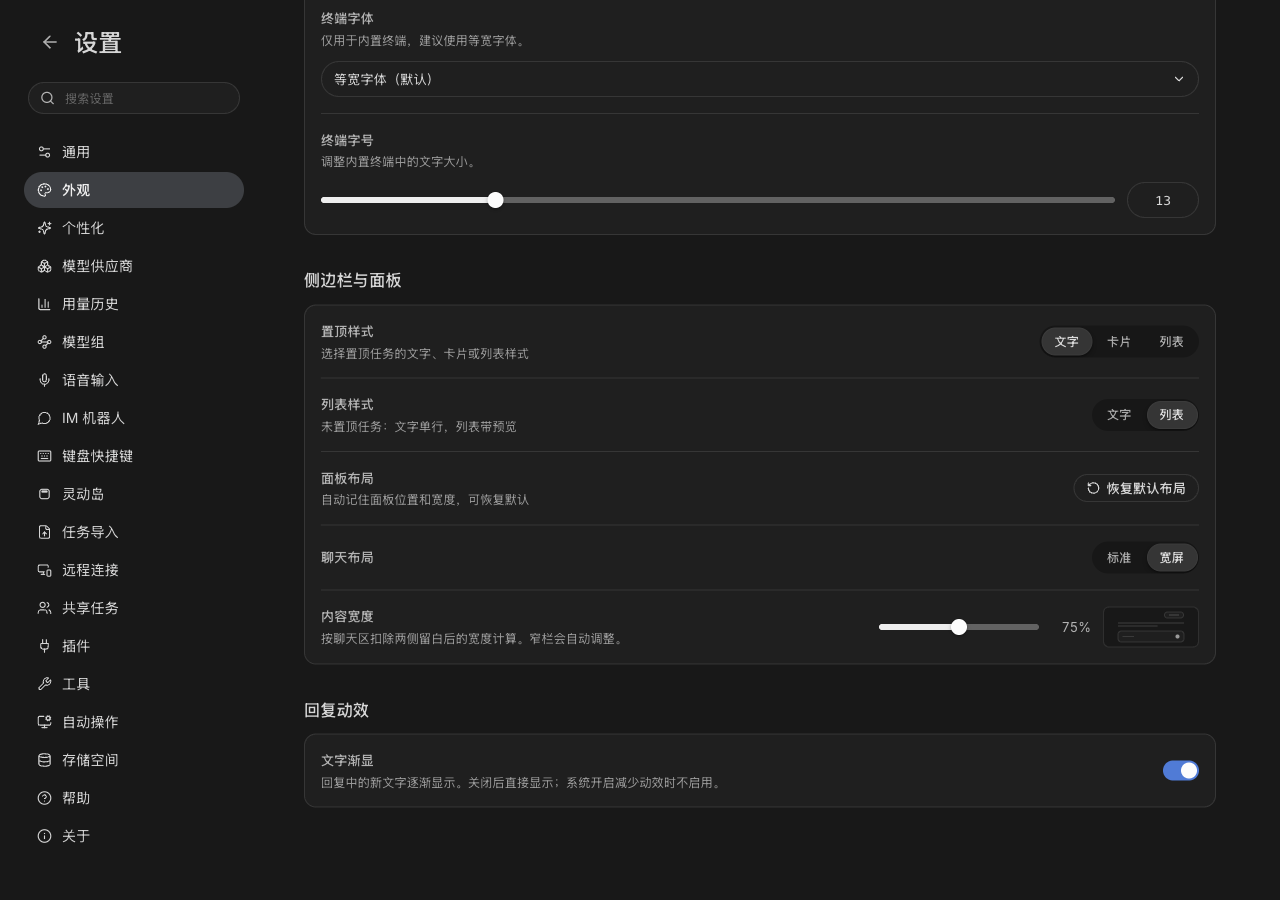 设置
搜索设置
通用
外观
个性化
模型供应商
用量历史
模型组
语音输入
IM 机器人
键盘快捷键
灵动岛
任务导入
远程连接
共享任务
插件
工具
自动操作
存储空间
帮助
关于
终端字体
仅用于内置终端，建议使用等宽字体。
等宽字体（默认）
终端字号
调整内置终端中的文字大小。
13
侧边栏与面板
置顶样式
选择置顶任务的文字、卡片或列表样式
文字 卡片 列表
列表样式
未置顶任务：文字单行，列表带预览
文字 列表
面板布局
自动记住面板位置和宽度，可恢复默认
恢复默认布局
聊天布局
标准 宽屏
内容宽度
按聊天区扣除两侧留白后的宽度计算。窄栏会自动调整。
75%
回复动效
文字渐显
回复中的新文字逐渐显示。关闭后直接显示；系统开启减少动效时不启用。